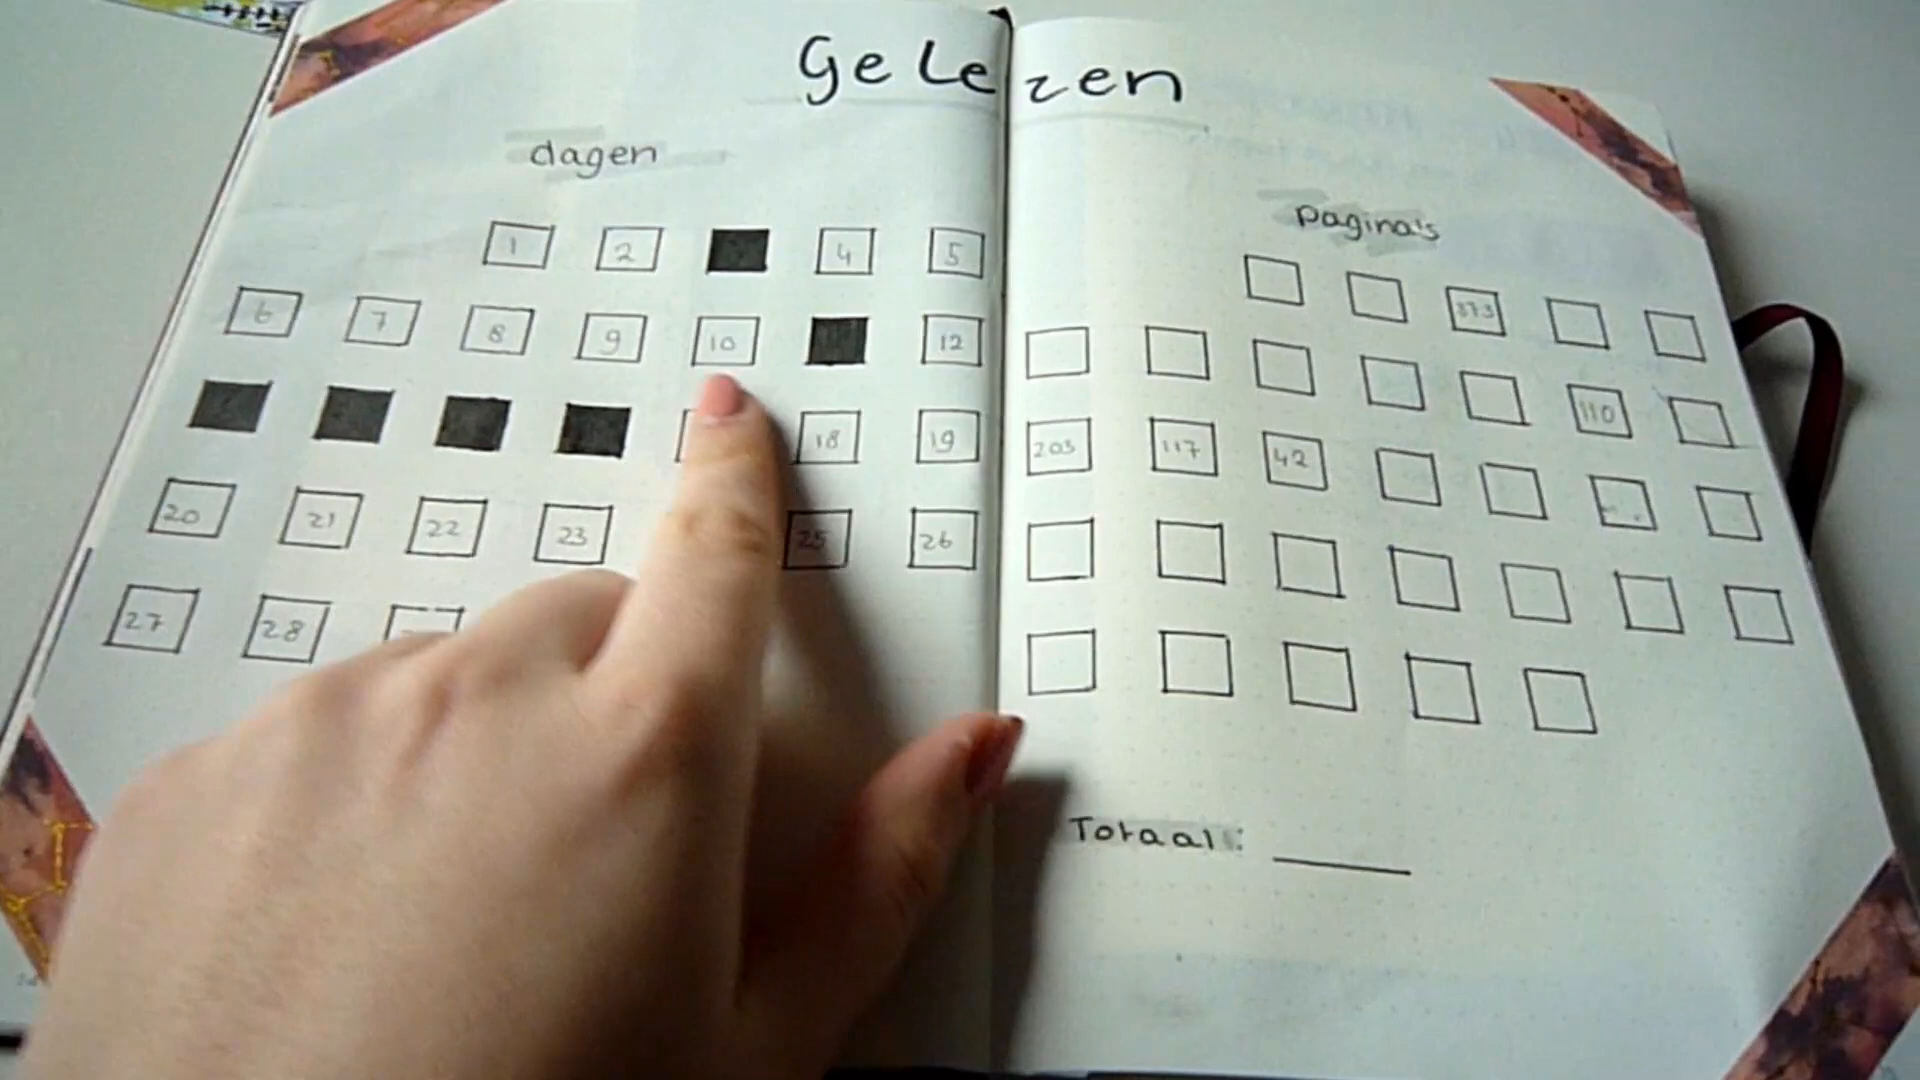 Gelezen
dagen
1 2 4 5
6 7 8 9 10 12
18 19
20 21 22 23 25 26
27 28
pagina's
373
110
203 117 42
Totaal: